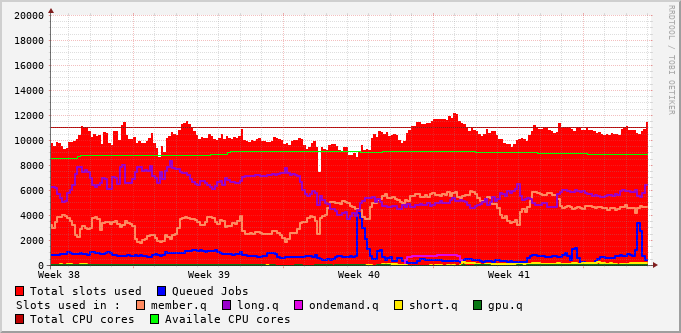 20000
18000
16000
14000
12000
10000
8000
6000
4000
2000
0
Week 38 Week 39 Week 40 Week 41
Total slots used Queued Jobs
Slots used in : member.q long.q ondemand.q short.q gpu.q
Total CPU cores Availale CPU cores
RRDTOOL / TOBI OETIKER